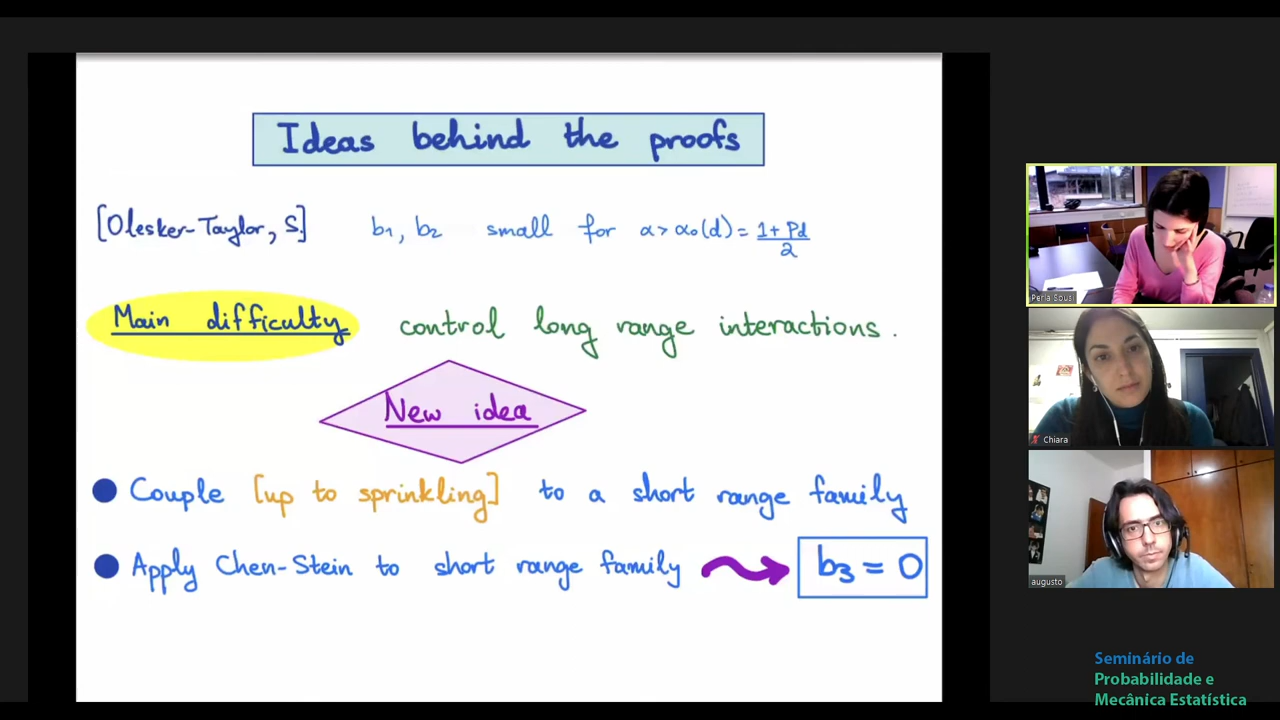 Ideas behind the proofs
[Olesker-Taylor, S.] b₁, b₂ small for α > α₀(d) = (1 + Pd)/2
Main difficulty control long range interactions.
New idea
● Couple [up to sprinkling] to a short range family
● Apply Chen-Stein to short range family b₃ = 0
Perla Sousi
Chiara
augusto
Seminário de
Probabilidade e
Mecânica Estatística